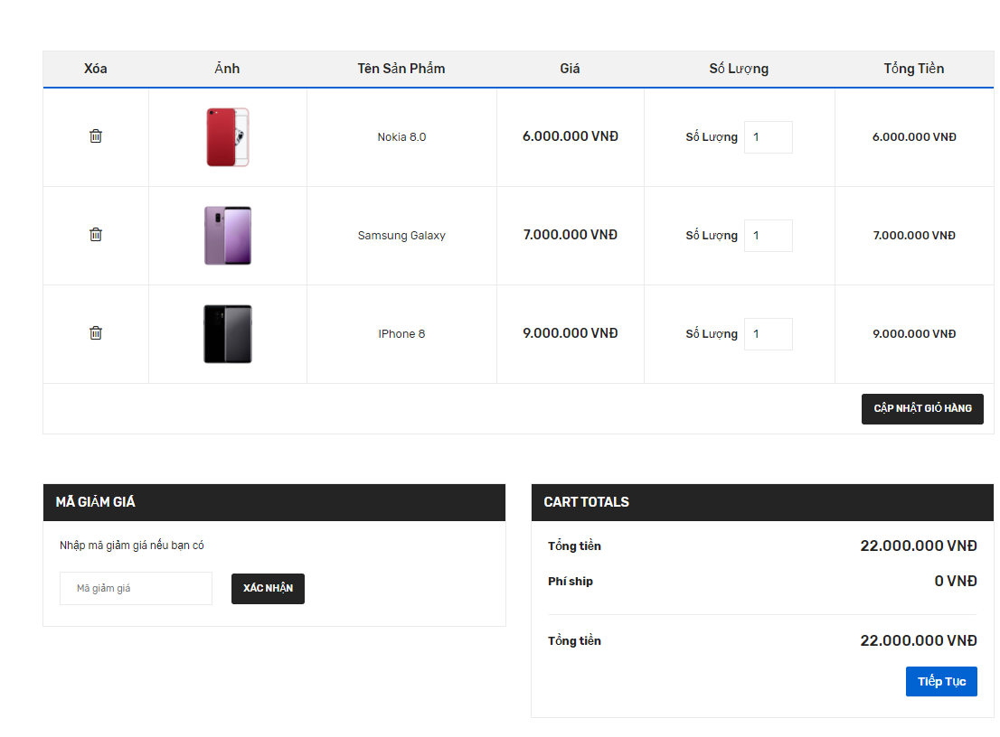 Xóa Ảnh Tên Sản Phẩm Giá Số Lượng Tổng Tiền
Nokia 8.0 6.000.000 VNĐ Số Lượng 1 6.000.000 VNĐ
Samsung Galaxy 7.000.000 VNĐ Số Lượng 1 7.000.000 VNĐ
IPhone 8 9.000.000 VNĐ Số Lượng 1 9.000.000 VNĐ
CẬP NHẬT GIỎ HÀNG
MÃ GIẢM GIÁ
Nhập mã giảm giá nếu bạn có
Mã giảm giá XÁC NHẬN
CART TOTALS
Tổng tiền 22.000.000 VNĐ
Phí ship 0 VNĐ
Tổng tiền 22.000.000 VNĐ
Tiếp Tục